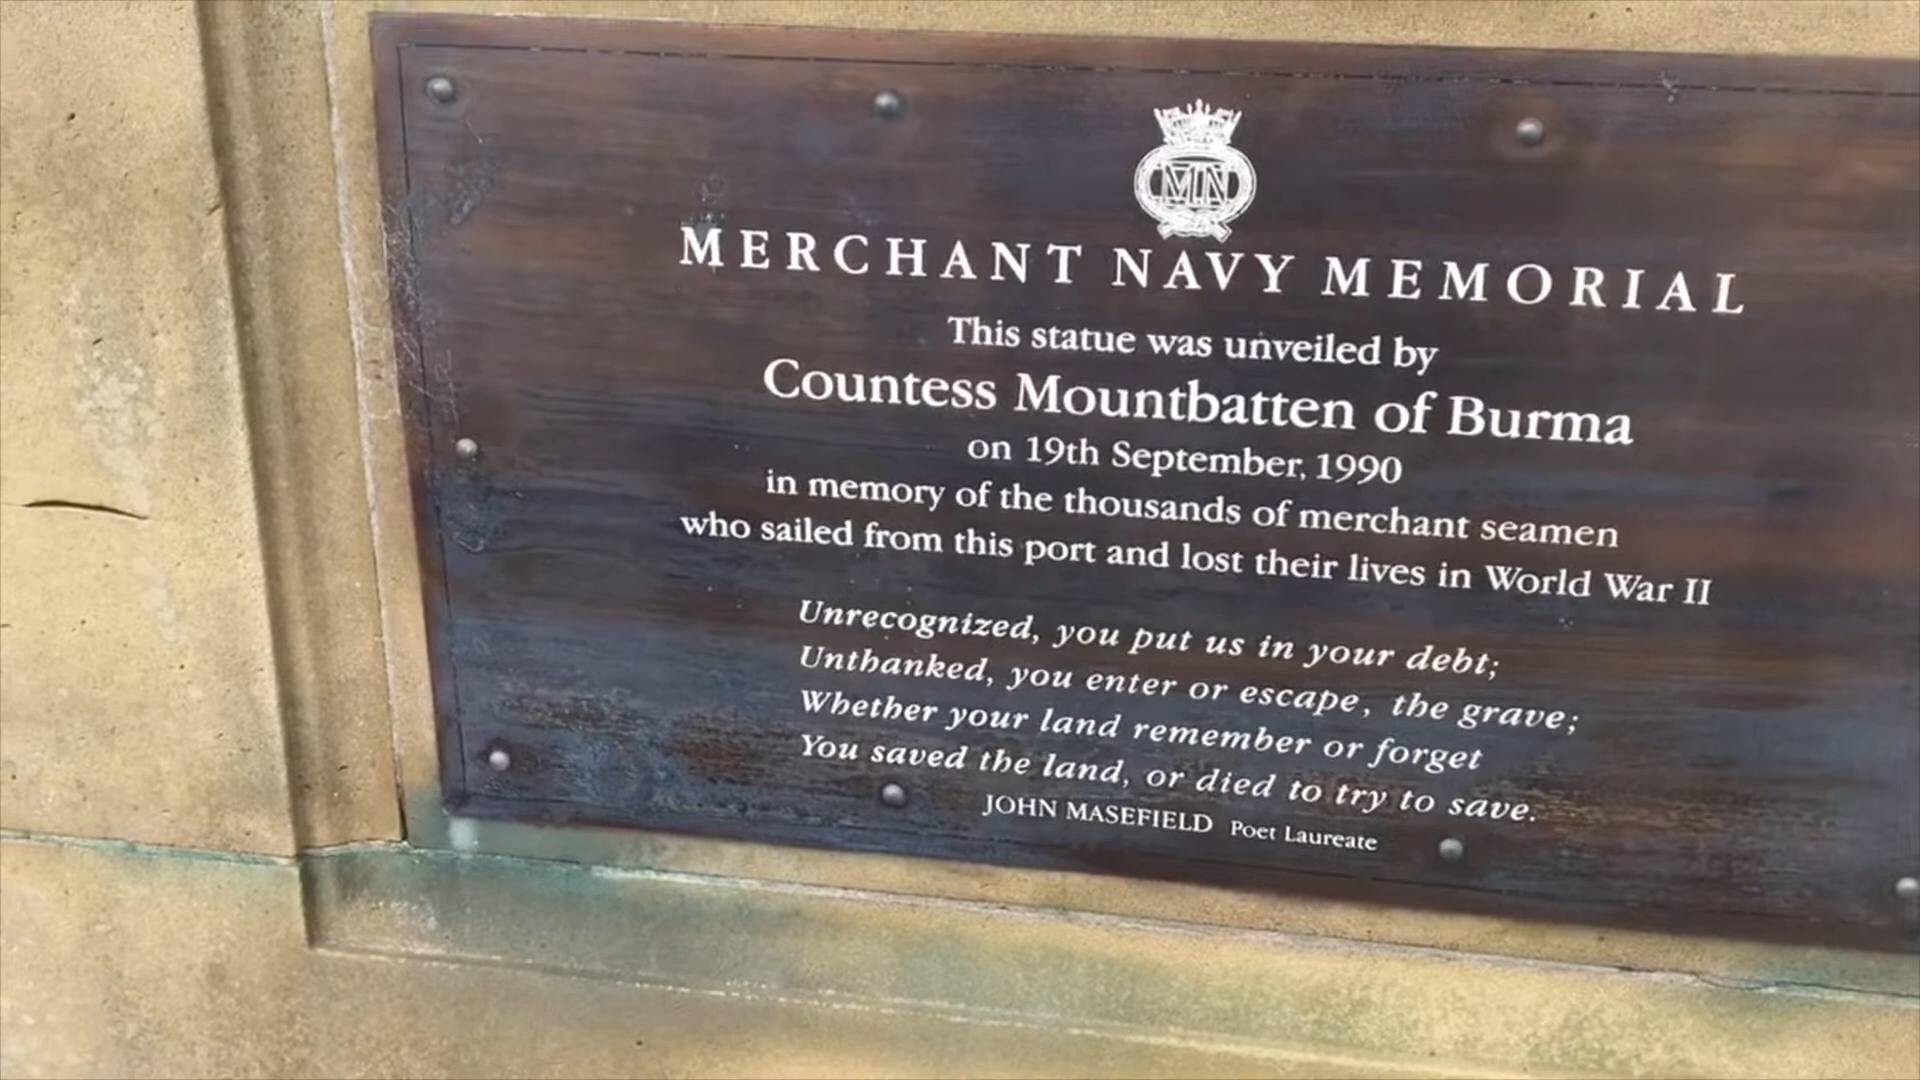 MN
MERCHANT NAVY MEMORIAL
This statue was unveiled by
Countess Mountbatten of Burma
on 19th September, 1990
in memory of the thousands of merchant seamen
who sailed from this port and lost their lives in World War II
Unrecognized, you put us in your debt;
Unthanked, you enter or escape, the grave;
Whether your land remember or forget
You saved the land, or died to try to save.
JOHN MASEFIELD Poet Laureate